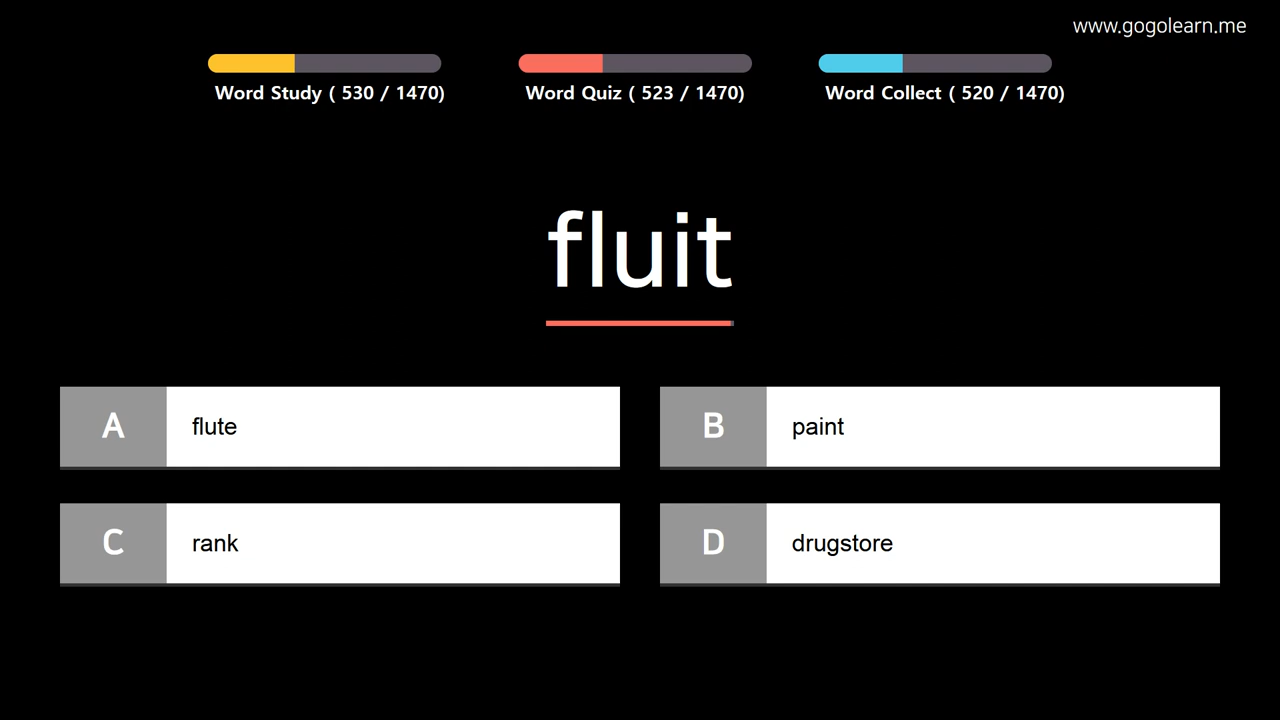 www.gogolearn.me
Word Study ( 530 / 1470)
Word Quiz ( 523 / 1470)
Word Collect ( 520 / 1470)
fluit
A flute
B paint
C rank
D drugstore